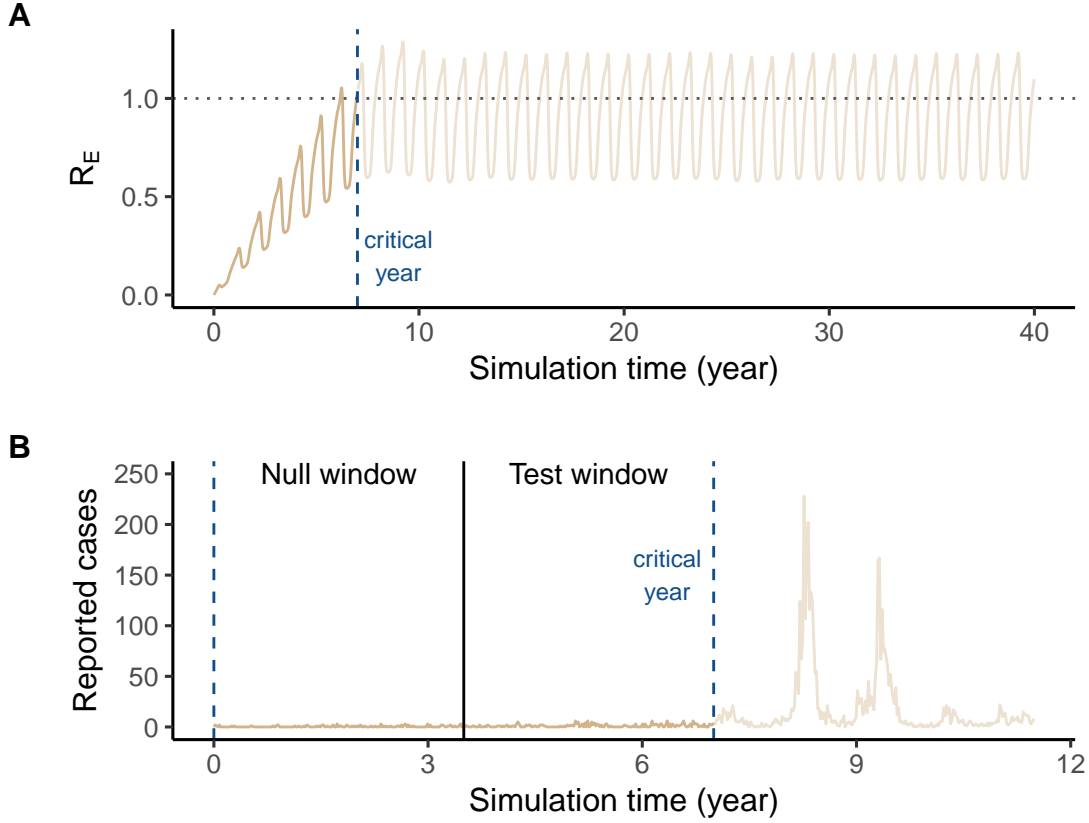 A
1.0
0.5
0.0
R_E
critical
year
0
10
20
30
40
Simulation time (year)
B
Null window
Test window
250
200
150
100
50
0
Reported cases
critical
year
0
3
6
9
12
Simulation time (year)